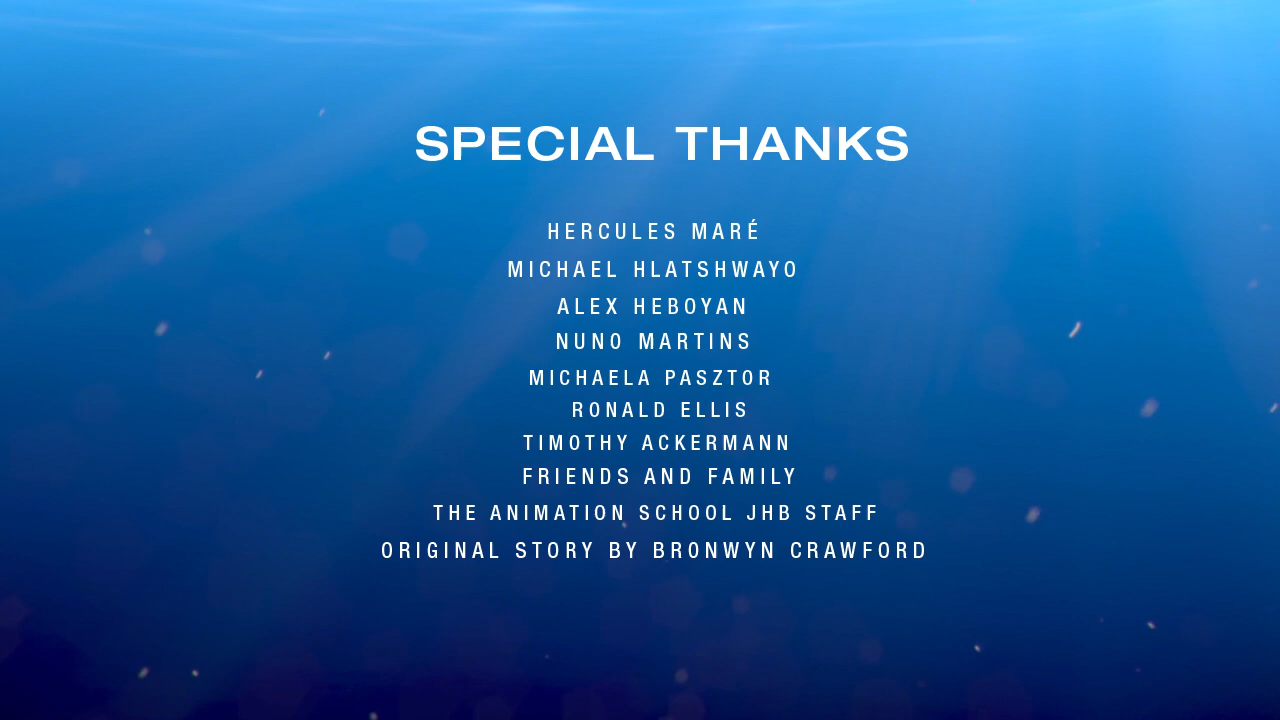 SPECIAL THANKS
HERCULES MARÉ
MICHAEL HLATSHWAYO
ALEX HEBOYAN
NUNO MARTINS
MICHAELA PASZTOR
RONALD ELLIS
TIMOTHY ACKERMANN
FRIENDS AND FAMILY
THE ANIMATION SCHOOL JHB STAFF
ORIGINAL STORY BY BRONWYN CRAWFORD